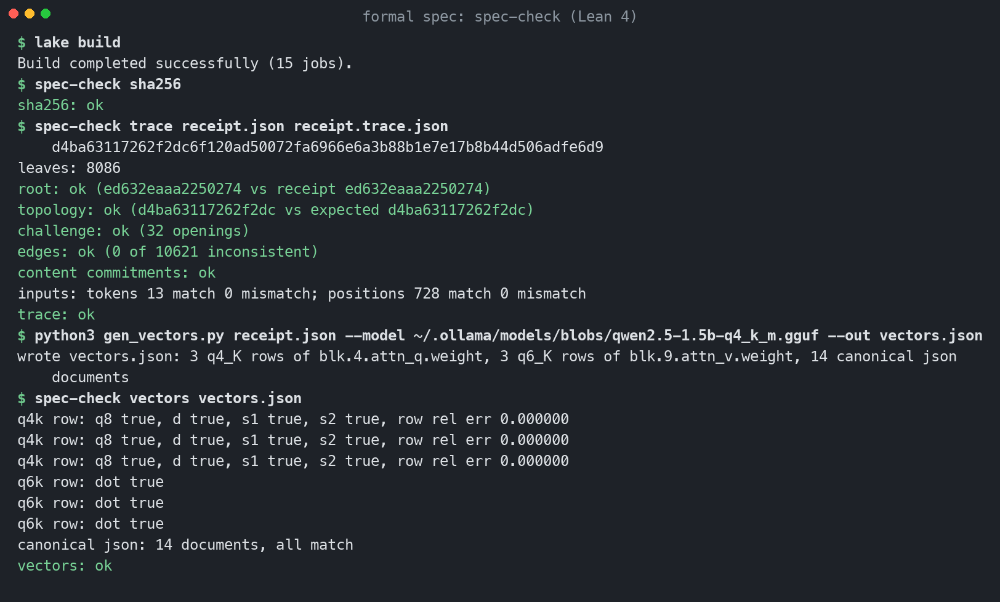 formal spec: spec-check (Lean 4)
$ lake build
Build completed successfully (15 jobs).
$ spec-check sha256
sha256: ok
$ spec-check trace receipt.json receipt.trace.json
d4ba63117262f2dc6f120ad50072fa6966e6a3b88b1e7e17b8b44d506adfe6d9
leaves: 8086
root: ok (ed632eaaa2250274 vs receipt ed632eaaa2250274)
topology: ok (d4ba63117262f2dc vs expected d4ba63117262f2dc)
challenge: ok (32 openings)
edges: ok (0 of 10621 inconsistent)
content commitments: ok
inputs: tokens 13 match 0 mismatch; positions 728 match 0 mismatch
trace: ok
$ python3 gen_vectors.py receipt.json --model ~/.ollama/models/blobs/qwen2.5-1.5b-q4_k_m.gguf --out vectors.json
wrote vectors.json: 3 q4_K rows of blk.4.attn_q.weight, 3 q6_K rows of blk.9.attn_v.weight, 14 canonical json
documents
$ spec-check vectors vectors.json
q4k row: q8 true, d true, s1 true, s2 true, row rel err 0.000000
q4k row: q8 true, d true, s1 true, s2 true, row rel err 0.000000
q4k row: q8 true, d true, s1 true, s2 true, row rel err 0.000000
q6k row: dot true
q6k row: dot true
q6k row: dot true
canonical json: 14 documents, all match
vectors: ok